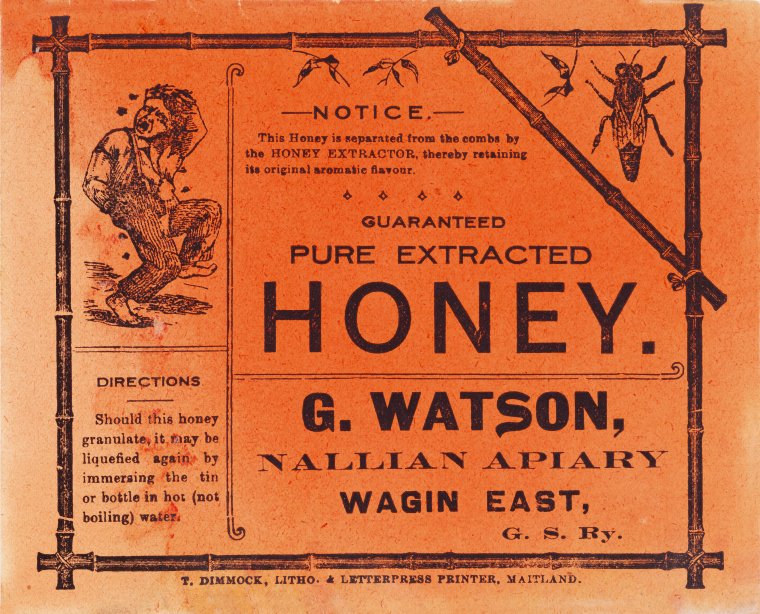 NOTICE.
This Honey is separated from the combs by
the HONEY EXTRACTOR, thereby retaining
its original aromatic flavour.
GUARANTEED
PURE EXTRACTED
HONEY.
G. WATSON,
NALLIAN APIARY
WAGIN EAST,
G. S. Ry.
DIRECTIONS
Should this honey
granulate, it may be
liquefied again by
immersing the tin
or bottle in hot (not
boiling) water.
T. DIMMOCK, LITHO. & LETTERPRESS PRINTER, MAITLAND.